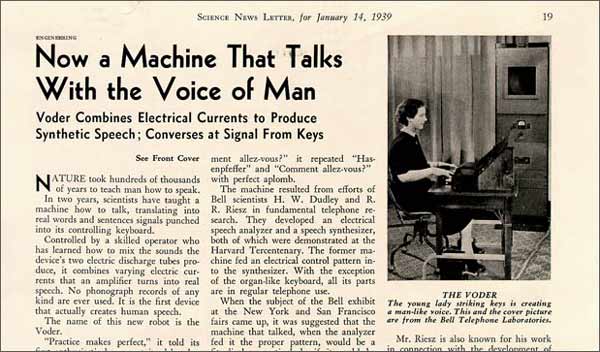 SCIENCE NEWS LETTER, for January 14, 1939
19
ENGINEERING
Now a Machine That Talks
With the Voice of Man
Voder Combines Electrical Currents to Produce
Synthetic Speech; Converses at Signal From Keys
See Front Cover
NATURE took hundreds of thousands
of years to teach man how to speak.
In two years, scientists have taught a
machine how to talk, translating into
real words and sentences signals punched
into its controlling keyboard.
Controlled by a skilled operator who
has learned how to mix the sounds the
device's two electric discharge tubes pro-
duce, it combines varying electric cur-
rents that an amplifier turns into real
speech. No phonograph records of any
kind are ever used. It is the first device
that actually creates human speech.
The name of this new robot is the
Voder.
"Practice makes perfect," it told its
ment allez-vous?" it repeated "Has-
enpfeffer" and "Comment allez-vous?"
with perfect aplomb.
The machine resulted from efforts of
Bell scientists H. W. Dudley and R.
R. Riesz in fundamental telephone re-
search. They developed an electrical
speech analyzer and a speech synthesizer,
both of which were demonstrated at the
Harvard Tercentenary. The former ma-
chine fed an electrical control pattern in-
to the synthesizer. With the exception
of the organ-like keyboard, all its parts
are in regular telephone use.
When the subject of the Bell exhibit
at the New York and San Francisco
fairs came up, it was suggested that the
machine that talked, when the analyzer
fed it the proper pattern, would be a
THE VODER
The young lady striking keys is creating
a man-like voice. This and the cover picture
are from the Bell Telephone Laboratories.
Mr. Riesz is also known for his work
in connection with the development of